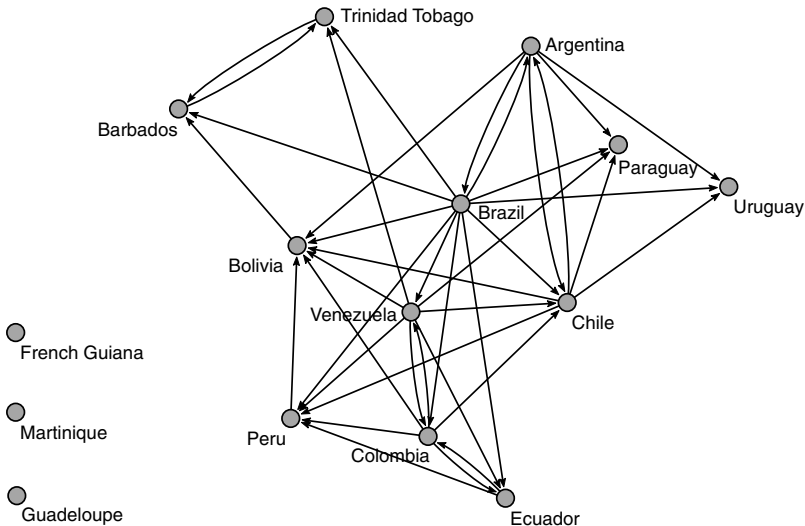 Trinidad Tobago
Argentina
Barbados
Paraguay
Uruguay
Brazil
Bolivia
Venezuela
Chile
French Guiana
Martinique
Peru
Colombia
Guadeloupe
Ecuador